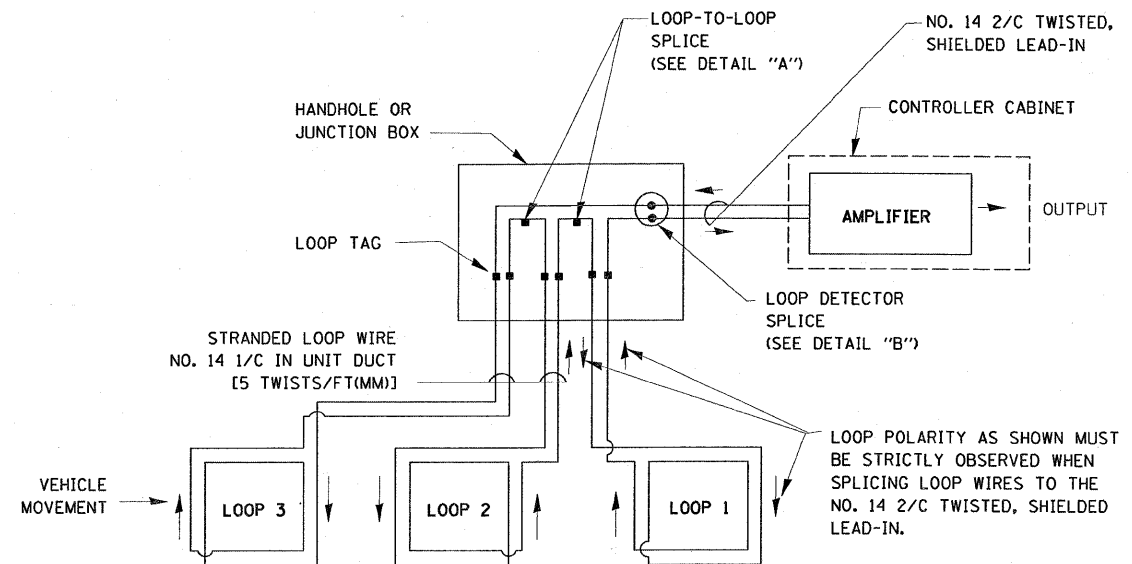 LOOP-TO-LOOP
SPLICE
(SEE DETAIL "A")
NO. 14 2/C TWISTED,
SHIELDED LEAD-IN
HANDHOLE OR
JUNCTION BOX
CONTROLLER CABINET
AMPLIFIER
OUTPUT
LOOP TAG
LOOP DETECTOR
SPLICE
(SEE DETAIL "B")
STRANDED LOOP WIRE
NO. 14 1/C IN UNIT DUCT
[5 TWISTS/FT(MM)]
LOOP POLARITY AS SHOWN MUST
BE STRICTLY OBSERVED WHEN
SPLICING LOOP WIRES TO THE
NO. 14 2/C TWISTED, SHIELDED
LEAD-IN.
VEHICLE
MOVEMENT
LOOP 3
LOOP 2
LOOP 1